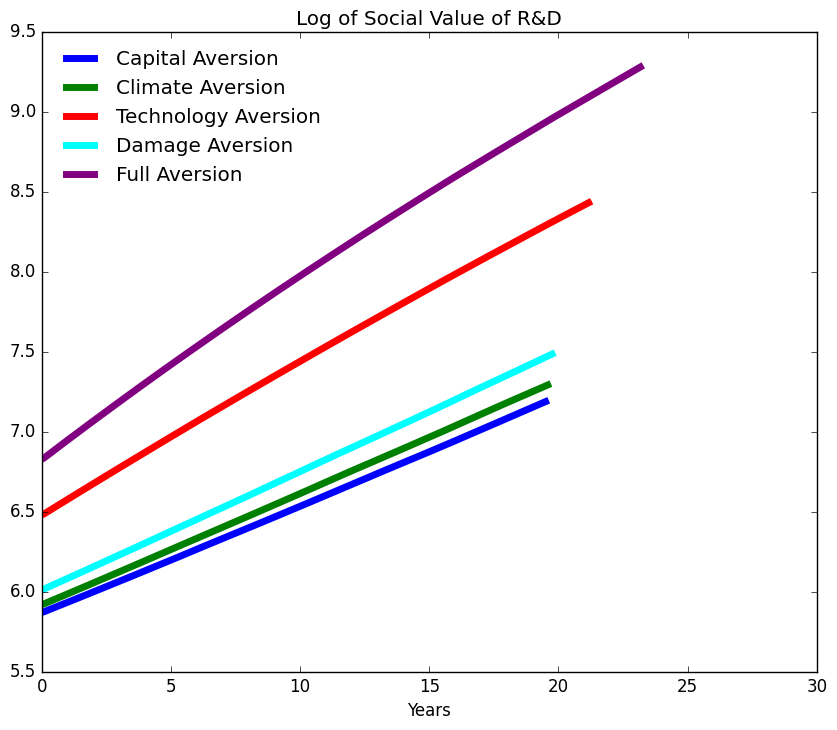 Log of Social Value of R&D
9.5
9.0
8.5
8.0
7.5
7.0
6.5
6.0
5.5
Capital Aversion
Climate Aversion
Technology Aversion
Damage Aversion
Full Aversion
0 5 10 15 20 25 30
Years